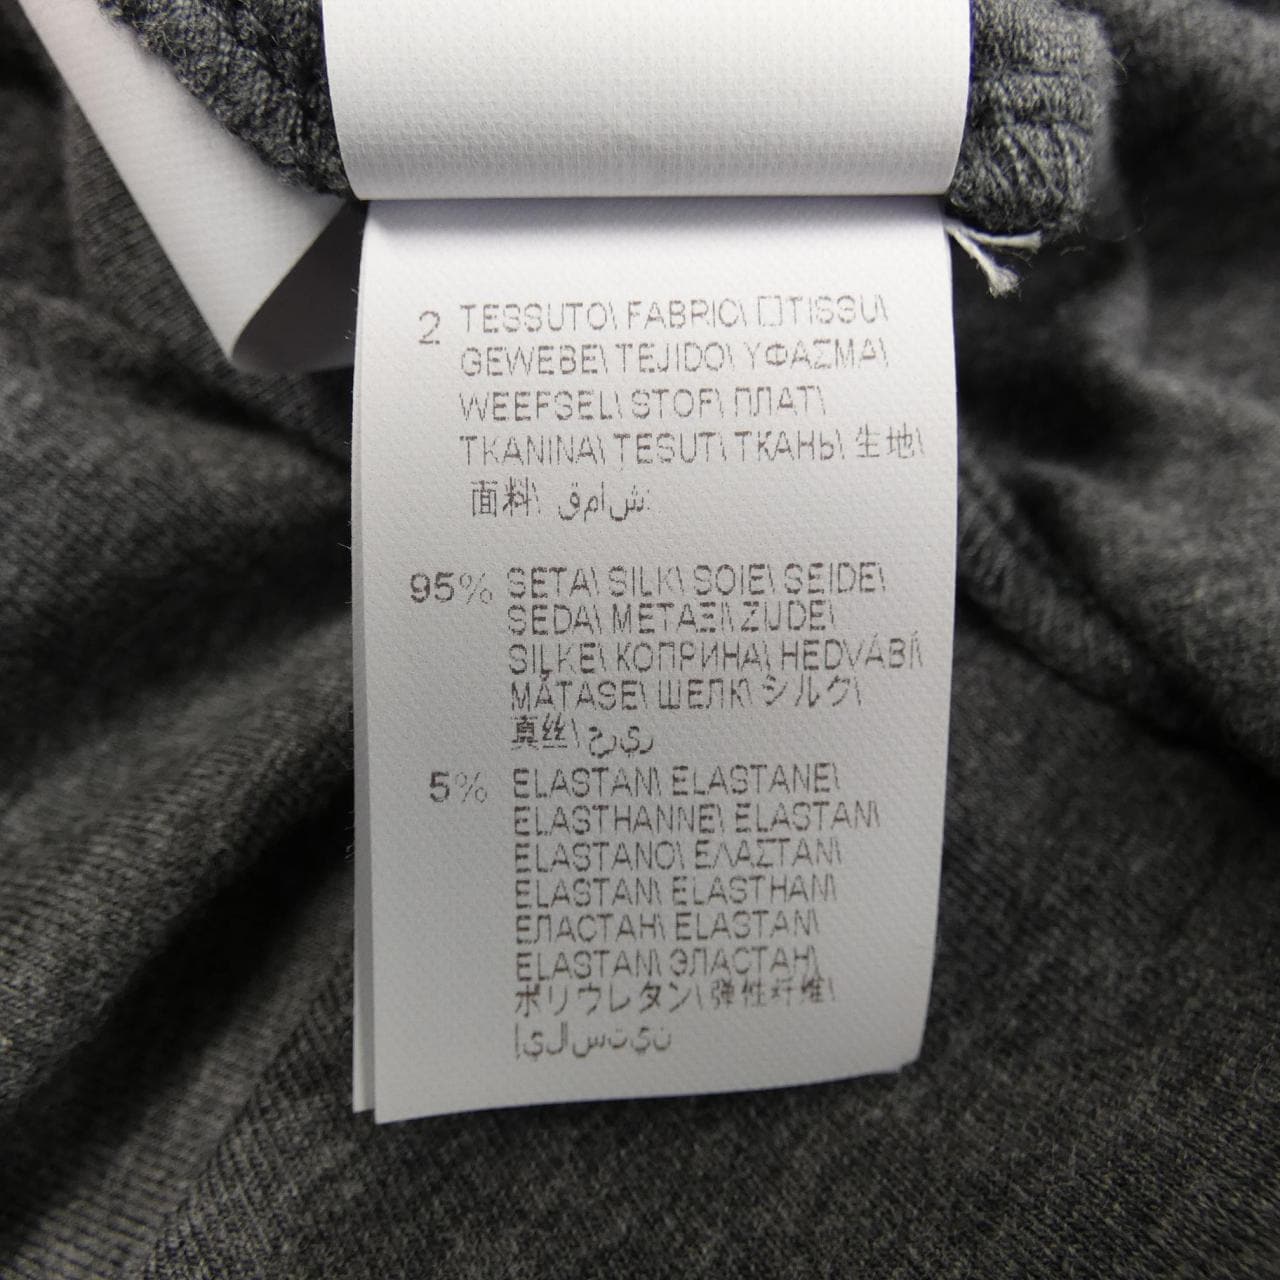 2 TESSUTO\ FABRIC\ □TISSU\
GEWEBE\ TEJIDO\ ΥΦΑΣΜΑ\
WEEFSEL\ STOF\ ПЛАТ\
TKANINA\ ȚESUT\ ТКАНЬ\ 生地\
面料\ ق م ا ش:
95% SETA\ SILK\ SOIE\ SEIDE\
SEDA\ ΜΕΤΑΞΙ\ ZIJDE\
SILKE\ КОПРИНА\ HEDVÁBÍ\
MĂTASE\ ШЕЛК\ シルク\
真丝\ ح ر ي ر
5% ELASTAN\ ELASTANE\
ELASTHANNE\ ELASTAN\
ELASTANO\ ΕΛΑΣΤΑΝ\
ELASTAN\ ELASTHAN\
ЕЛАСТАН\ ELASTAN\
ELASTAN\ ЭЛАСТАН\
ポリウレタン\ 弹性纤维\
إ ي ل ا س ت ي ن